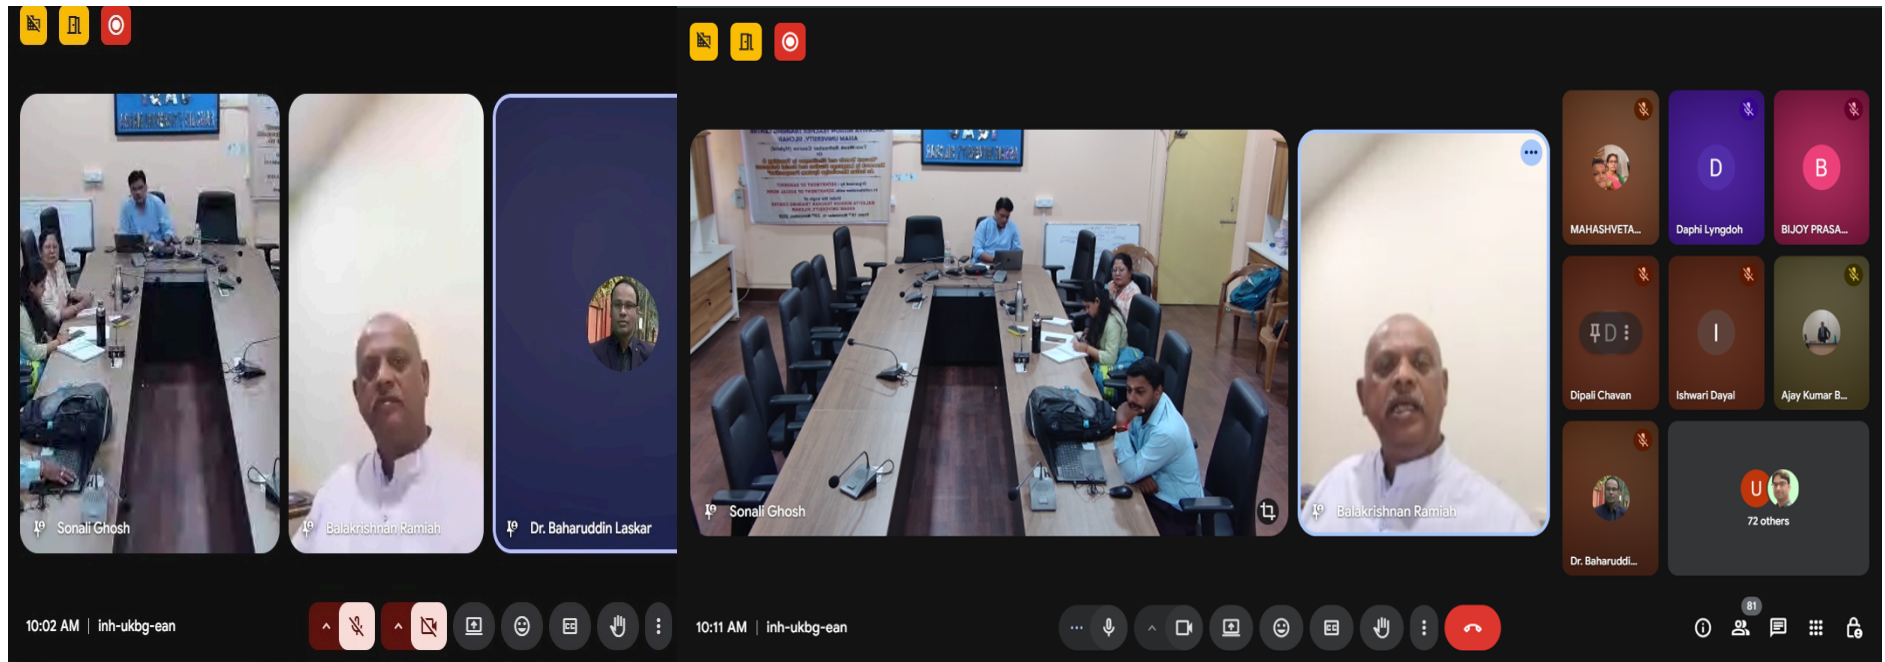 Sonali Ghosh
Balakrishnan Ramiah
Dr. Baharuddin Laskar
10:02 AM | inh-ukbg-ean
Sonali Ghosh
Balakrishnan Ramiah
MAHASHVETA...
D
Daphi Lyngdoh
B
BIJOY PRASA...
D
Dipali Chavan
I
Ishwari Dayal
Ajay Kumar B...
Dr. Baharuddi...
U
72 others
10:11 AM | inh-ukbg-ean
81